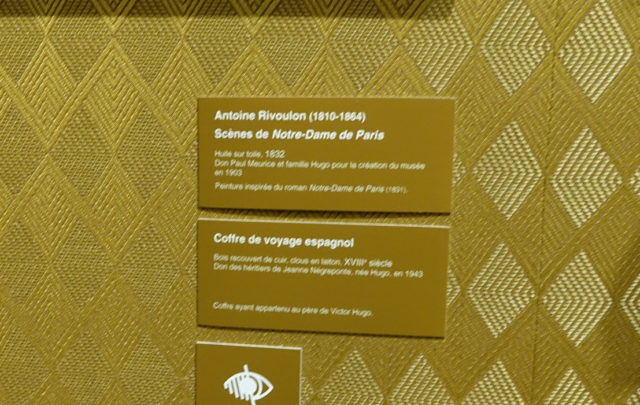 Antoine Rivoulon (1810-1864)
Scènes de Notre-Dame de Paris
Huile sur toile, 1832
Don Paul Meurice et famille Hugo pour la création du musée
en 1903
Peinture inspirée du roman Notre-Dame de Paris (1831).
Coffre de voyage espagnol
Bois recouvert de cuir, clous en laiton, XVIIIe siècle
Don des héritiers de Jeanne Négreponte, née Hugo, en 1943
Coffre ayant appartenu au père de Victor Hugo.